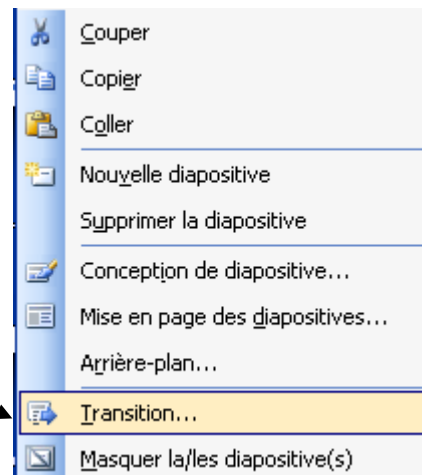 Couper
Copier
Coller
Nouvelle diapositive
Supprimer la diapositive
Conception de diapositive...
Mise en page des diapositives...
Arrière-plan...
Transition...
Masquer la/les diapositive(s)